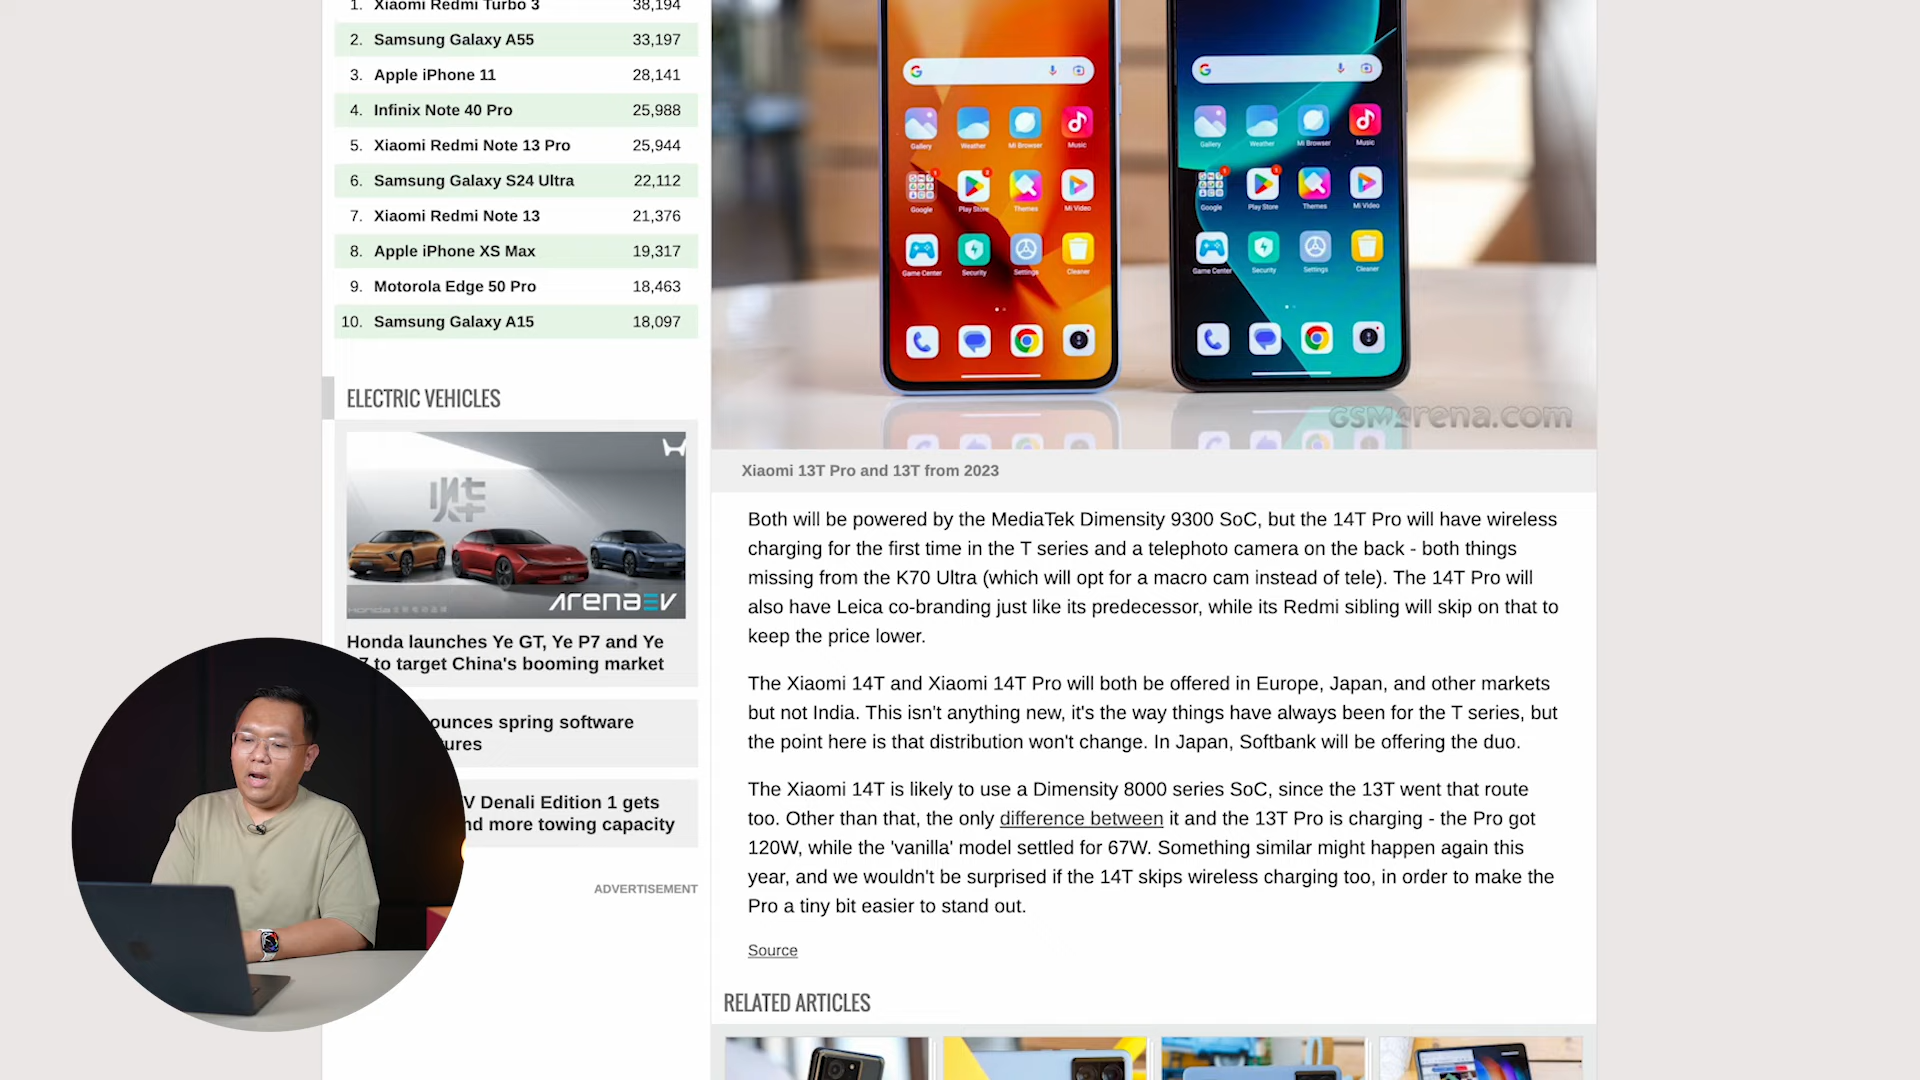 1. Xiaomi Redmi Turbo 3 38,194
2. Samsung Galaxy A55 33,197
3. Apple iPhone 11 28,141
4. Infinix Note 40 Pro 25,988
5. Xiaomi Redmi Note 13 Pro 25,944
6. Samsung Galaxy S24 Ultra 22,112
7. Xiaomi Redmi Note 13 21,376
8. Apple iPhone XS Max 19,317
9. Motorola Edge 50 Pro 18,463
10. Samsung Galaxy A15 18,097
ELECTRIC VEHICLES
烨
ArenaEV
Honda launches Ye GT, Ye P7 and Ye
to target China's booming market
ounces spring software
ures
V Denali Edition 1 gets
nd more towing capacity
ADVERTISEMENT
Gallery Weather Mi Browser Music
Google Play Store Themes Mi Video
Game Center Security Settings Cleaner
Gallery Weather Mi Browser Music
Google Play Store Themes Mi Video
Game Center Security Settings Cleaner
GSMArena.com
Xiaomi 13T Pro and 13T from 2023
Both will be powered by the MediaTek Dimensity 9300 SoC, but the 14T Pro will have wireless
charging for the first time in the T series and a telephoto camera on the back - both things
missing from the K70 Ultra (which will opt for a macro cam instead of tele). The 14T Pro will
also have Leica co-branding just like its predecessor, while its Redmi sibling will skip on that to
keep the price lower.
The Xiaomi 14T and Xiaomi 14T Pro will both be offered in Europe, Japan, and other markets
but not India. This isn't anything new, it's the way things have always been for the T series, but
the point here is that distribution won't change. In Japan, Softbank will be offering the duo.
The Xiaomi 14T is likely to use a Dimensity 8000 series SoC, since the 13T went that route
too. Other than that, the only difference between it and the 13T Pro is charging - the Pro got
120W, while the 'vanilla' model settled for 67W. Something similar might happen again this
year, and we wouldn't be surprised if the 14T skips wireless charging too, in order to make the
Pro a tiny bit easier to stand out.
Source
RELATED ARTICLES